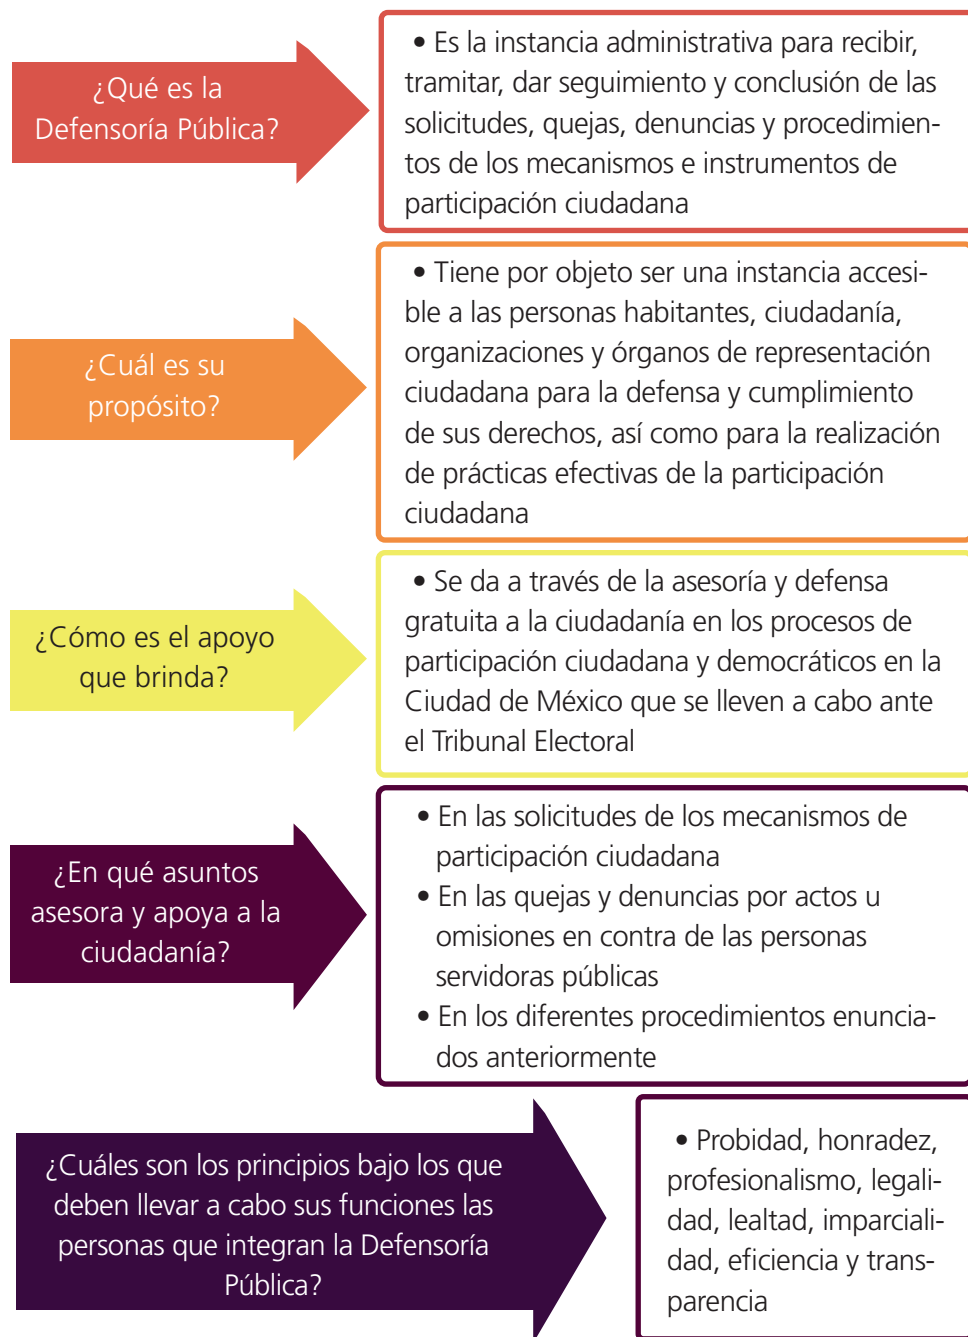 ¿Qué es la
Defensoría Pública?
• Es la instancia administrativa para recibir,
tramitar, dar seguimiento y conclusión de las
solicitudes, quejas, denuncias y procedimien-
tos de los mecanismos e instrumentos de
participación ciudadana
¿Cuál es su
propósito?
• Tiene por objeto ser una instancia accesi-
ble a las personas habitantes, ciudadanía,
organizaciones y órganos de representación
ciudadana para la defensa y cumplimiento
de sus derechos, así como para la realización
de prácticas efectivas de la participación
ciudadana
¿Cómo es el apoyo
que brinda?
• Se da a través de la asesoría y defensa
gratuita a la ciudadanía en los procesos de
participación ciudadana y democráticos en la
Ciudad de México que se lleven a cabo ante
el Tribunal Electoral
¿En qué asuntos
asesora y apoya a la
ciudadanía?
• En las solicitudes de los mecanismos de
participación ciudadana
• En las quejas y denuncias por actos u
omisiones en contra de las personas
servidoras públicas
• En los diferentes procedimientos enuncia-
dos anteriormente
¿Cuáles son los principios bajo los que
deben llevar a cabo sus funciones las
personas que integran la Defensoría
Pública?
• Probidad, honradez,
profesionalismo, legali-
dad, lealtad, imparciali-
dad, eficiencia y trans-
parencia